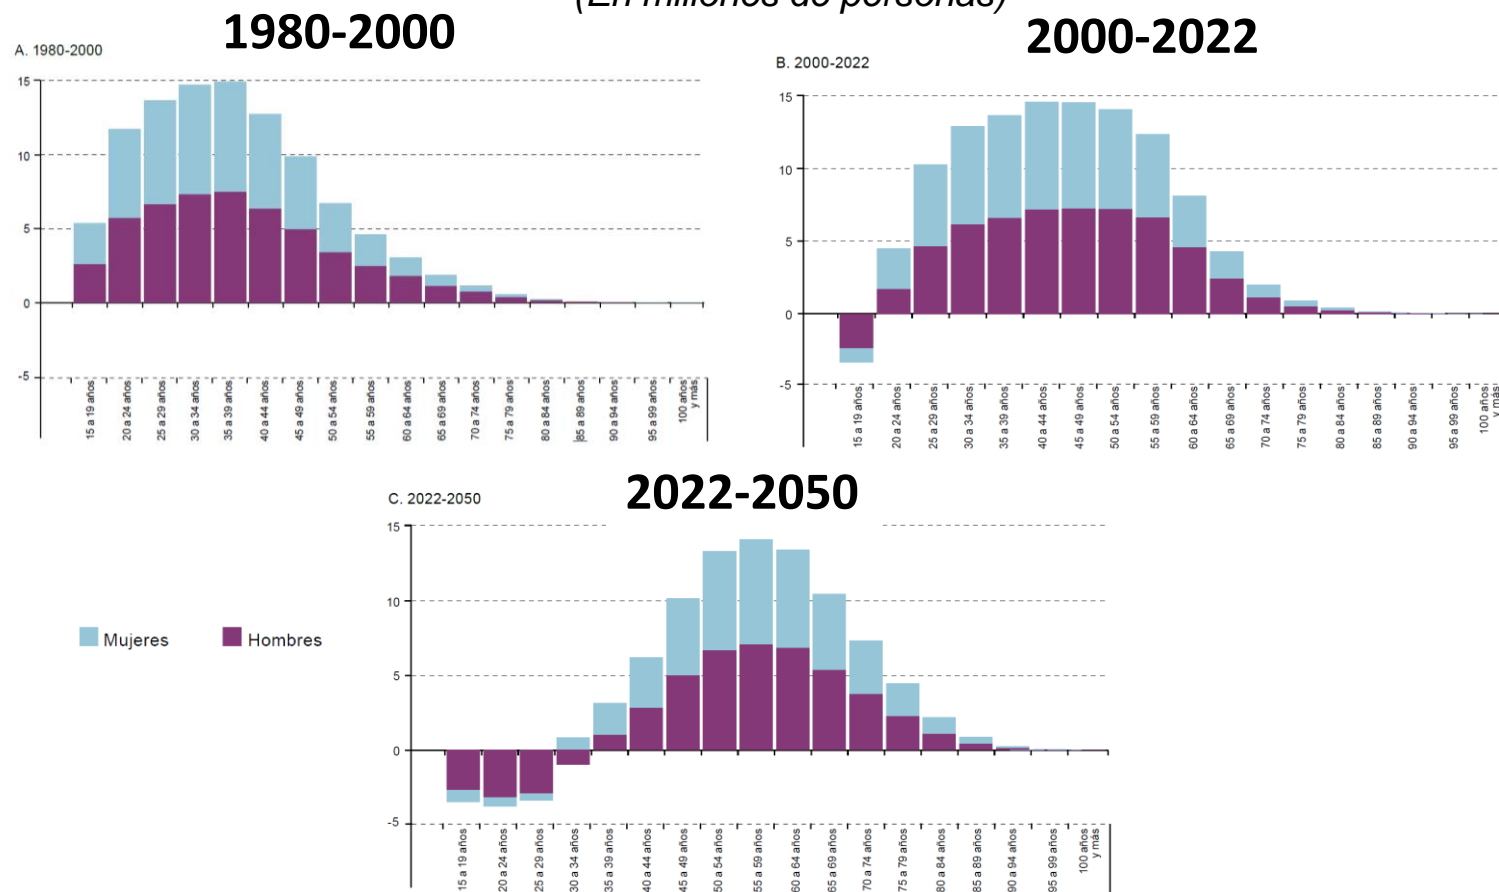 (En millones de personas)
1980-2000
A. 1980-2000
15
10
5
0
-5
15 a 19 años
20 a 24 años
25 a 29 años
30 a 34 años
35 a 39 años
40 a 44 años
45 a 49 años
50 a 54 años
55 a 59 años
60 a 64 años
65 a 69 años
70 a 74 años
75 a 79 años
80 a 84 años
85 a 89 años
90 a 94 años
95 a 99 años
100 años
y más
2000-2022
B. 2000-2022
15
10
5
0
-5
15 a 19 años
20 a 24 años
25 a 29 años
30 a 34 años
35 a 39 años
40 a 44 años
45 a 49 años
50 a 54 años
55 a 59 años
60 a 64 años
65 a 69 años
70 a 74 años
75 a 79 años
80 a 84 años
85 a 89 años
90 a 94 años
95 a 99 años
100 años
y más
2022-2050
C. 2022-2050
15
10
5
0
-5
15 a 19 años
20 a 24 años
25 a 29 años
30 a 34 años
35 a 39 años
40 a 44 años
45 a 49 años
50 a 54 años
55 a 59 años
60 a 64 años
65 a 69 años
70 a 74 años
75 a 79 años
80 a 84 años
85 a 89 años
90 a 94 años
95 a 99 años
100 años
y más
Mujeres
Hombres